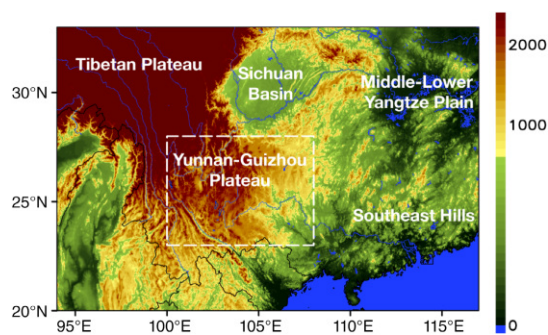 Tibetan Plateau
Sichuan
Basin
Middle-Lower
Yangtze Plain
Yunnan-Guizhou
Plateau
Southeast Hills
30°N
25°N
20°N
95°E
100°E
105°E
110°E
115°E
2000
1000
0